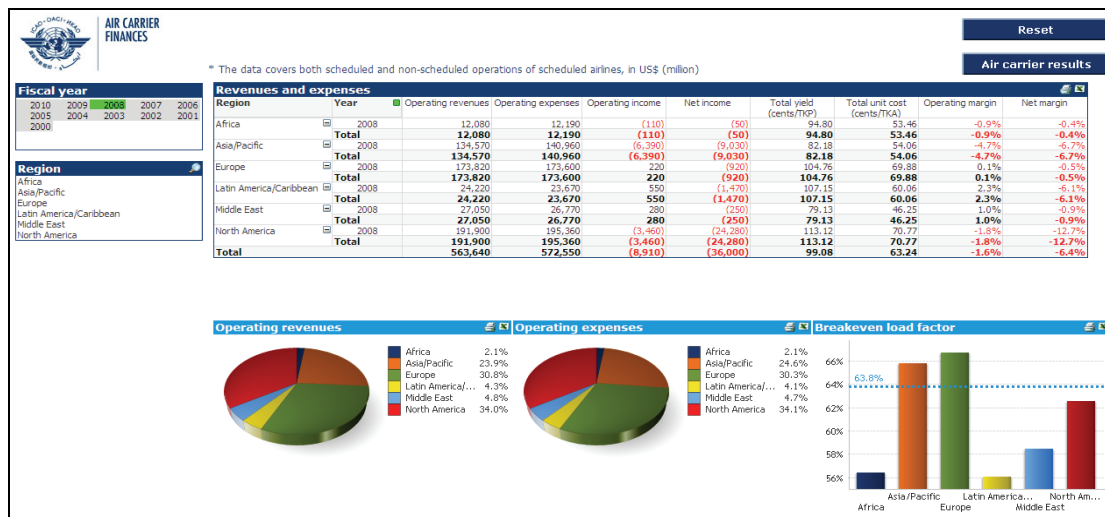 ICAO · OACI · ИКАО
AIR CARRIER
FINANCES
Reset
Air carrier results
* The data covers both scheduled and non-scheduled operations of scheduled airlines, in US$ (million)
Fiscal year
2010 2009 2008 2007 2006
2005 2004 2003 2002 2001
2000
Region
Africa
Asia/Pacific
Europe
Latin America/Caribbean
Middle East
North America
Revenues and expenses
Region Year Operating revenues Operating expenses Operating income Net income Total yield (cents/TKP) Total unit cost (cents/TKA) Operating margin Net margin
Africa 2008 12,080 12,190 (110) (50) 94.80 53.46 -0.9% -0.4%
Total 12,080 12,190 (110) (50) 94.80 53.46 -0.9% -0.4%
Asia/Pacific 2008 134,570 140,960 (6,390) (9,030) 82.18 54.06 -4.7% -6.7%
Total 134,570 140,960 (6,390) (9,030) 82.18 54.06 -4.7% -6.7%
Europe 2008 173,820 173,600 220 (920) 104.76 69.88 0.1% -0.5%
Total 173,820 173,600 220 (920) 104.76 69.88 0.1% -0.5%
Latin America/Caribbean 2008 24,220 23,670 550 (1,470) 107.15 60.06 2.3% -6.1%
Total 24,220 23,670 550 (1,470) 107.15 60.06 2.3% -6.1%
Middle East 2008 27,050 26,770 280 (250) 79.13 46.25 1.0% -0.9%
Total 27,050 26,770 280 (250) 79.13 46.25 1.0% -0.9%
North America 2008 191,900 195,360 (3,460) (24,280) 113.12 70.77 -1.8% -12.7%
Total 191,900 195,360 (3,460) (24,280) 113.12 70.77 -1.8% -12.7%
Total 563,640 572,550 (8,910) (36,000) 99.08 63.24 -1.6% -6.4%
Operating revenues
Africa 2.1%
Asia/Pacific 23.9%
Europe 30.8%
Latin America/... 4.3%
Middle East 4.8%
North America 34.0%
Operating expenses
Africa 2.1%
Asia/Pacific 24.6%
Europe 30.3%
Latin America/... 4.1%
Middle East 4.7%
North America 34.1%
Breakeven load factor
66%
63.8%
64%
62%
60%
58%
56%
Asia/Pacific Latin America... North Am...
Africa Europe Middle East